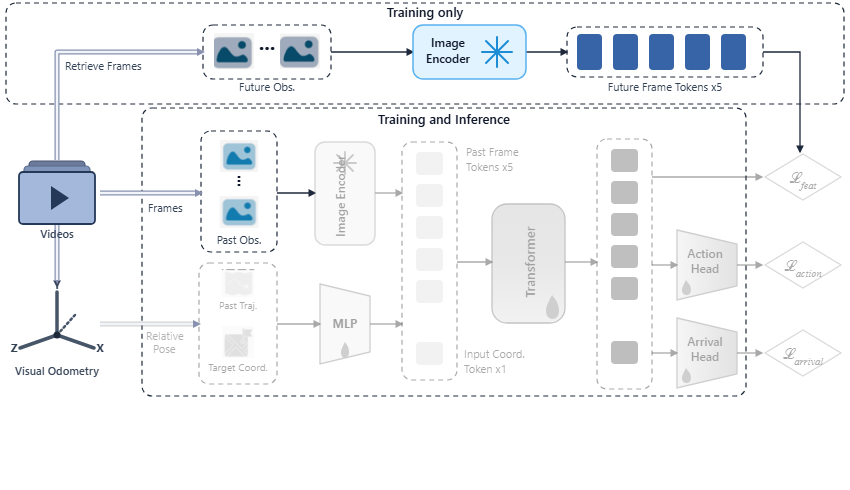 Training only
Retrieve Frames
Future Obs.
Image
Encoder
Future Frame Tokens x5
Training and Inference
Videos
Frames
Past Obs.
Image Encoder
Past Frame
Tokens x5
Transformer
ℒfeat
Action
Head
ℒaction
Relative
Pose
Past Traj.
Target Coord.
MLP
Input Coord.
Token x1
Arrival
Head
ℒarrival
Z
X
Visual Odometry